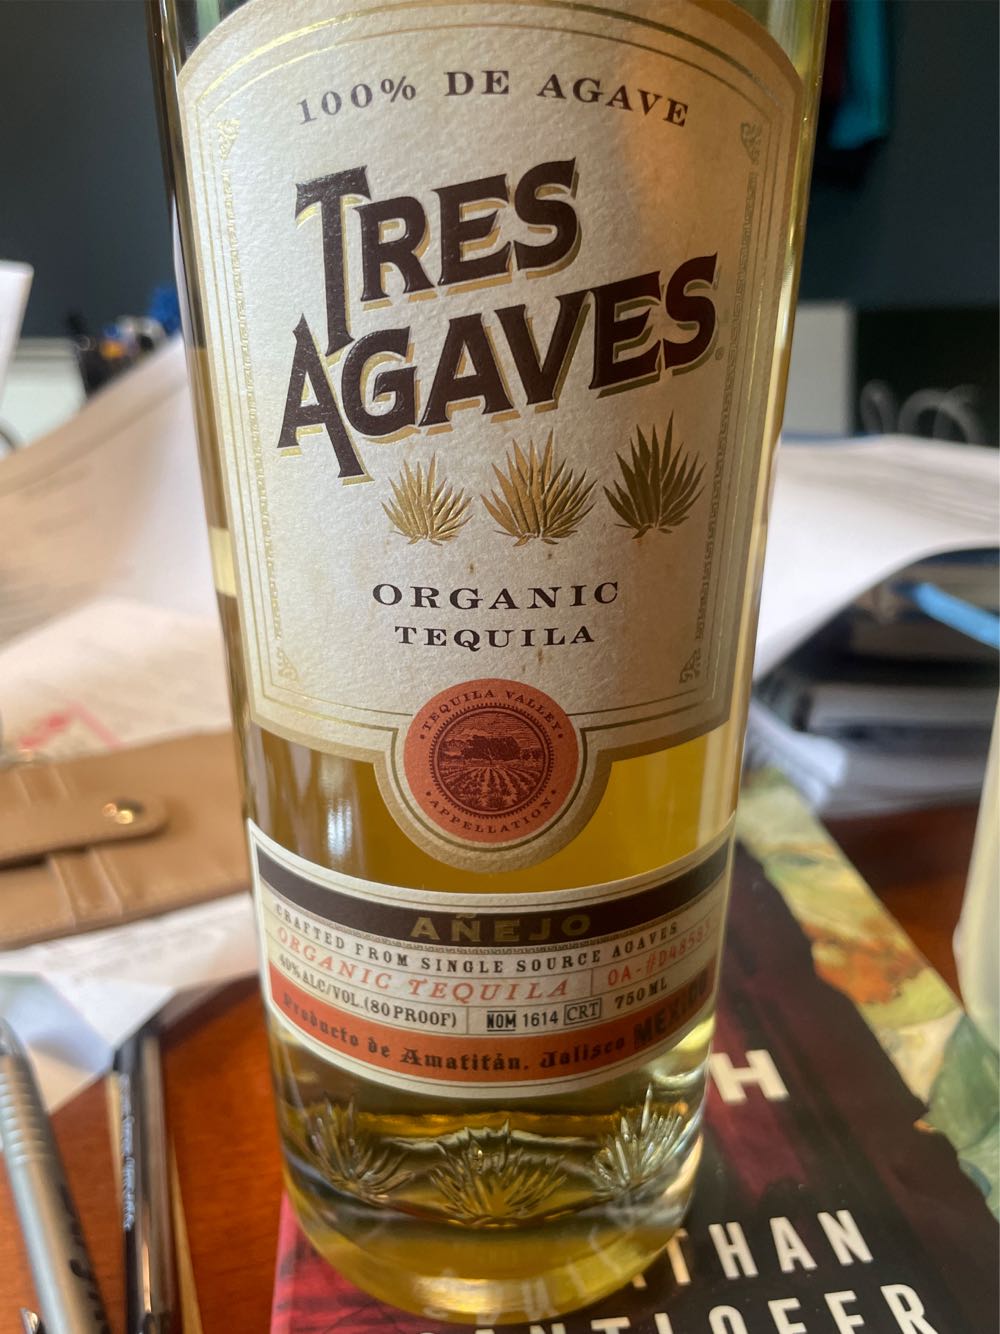 100% DE AGAVE
TRES
AGAVES
ORGANIC
TEQUILA
TEQUILA VALLEY
APPELLATION
AÑEJO
CRAFTED FROM SINGLE SOURCE AGAVES
ORGANIC TEQUILA
40% ALC/VOL.(80 PROOF)
NOM 1614 CRT
750 ML
Producto de Amatitán, Jalisco MEXICO
H
THAN